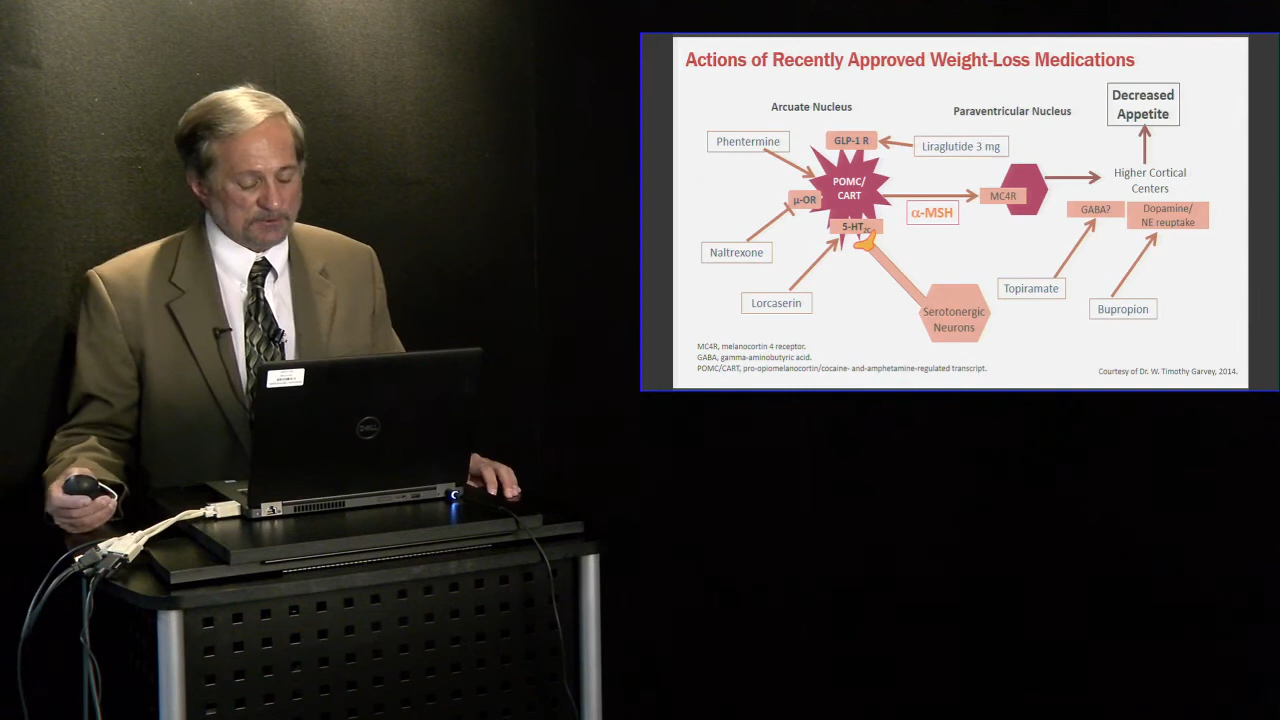 Actions of Recently Approved Weight-Loss Medications
Arcuate Nucleus
Paraventricular Nucleus
Decreased
Appetite
Phentermine
GLP-1 R
Liraglutide 3 mg
POMC/
CART
μ-OR
MC4R
Higher Cortical
Centers
α-MSH
GABA?
Dopamine/
NE reuptake
5-HT2C
Naltrexone
Lorcaserin
Serotonergic
Neurons
Topiramate
Bupropion
MC4R, melanocortin 4 receptor.
GABA, gamma-aminobutyric acid.
POMC/CART, pro-opiomelanocortin/cocaine- and-amphetamine-regulated transcript.
Courtesy of Dr. W. Timothy Garvey, 2014.
DELL